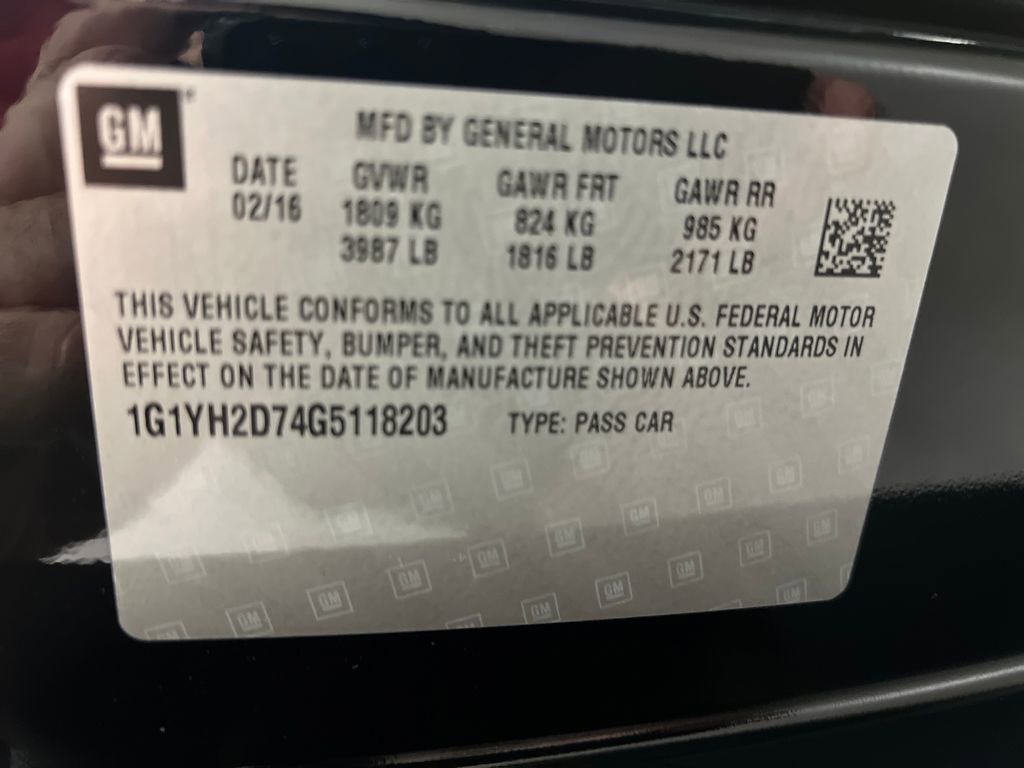 GM
MFD BY GENERAL MOTORS LLC
DATE GVWR GAWR FRT GAWR RR
02/16 1809 KG 824 KG 985 KG
3987 LB 1816 LB 2171 LB
THIS VEHICLE CONFORMS TO ALL APPLICABLE U.S. FEDERAL MOTOR
VEHICLE SAFETY, BUMPER, AND THEFT PREVENTION STANDARDS IN
EFFECT ON THE DATE OF MANUFACTURE SHOWN ABOVE.
1G1YH2D74G5118203 TYPE: PASS CAR